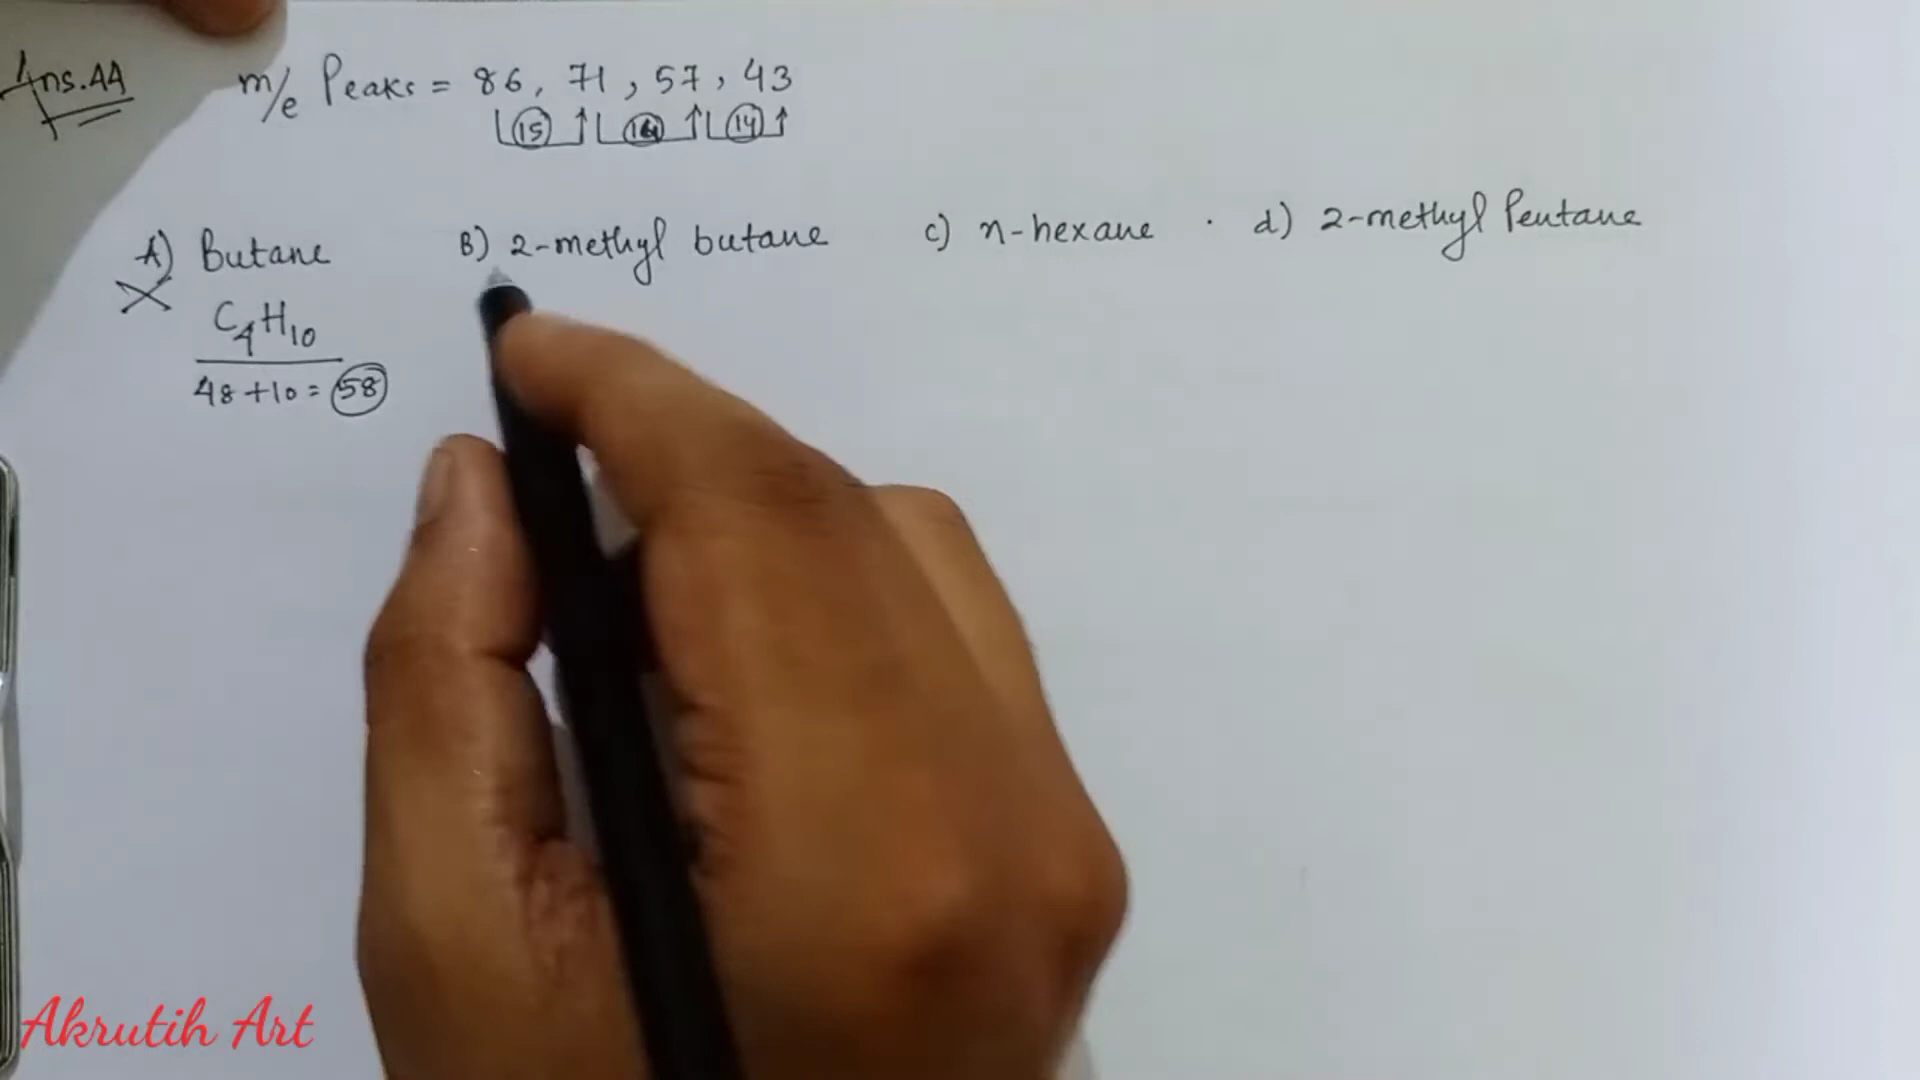 Ans.44 m/e Peaks = 86, 71, 57, 43
15 14 14
A) Butane B) 2-methyl butane c) n-hexane · d) 2-methyl Pentane
C4H10
48+10 = 58
Akrutih Art